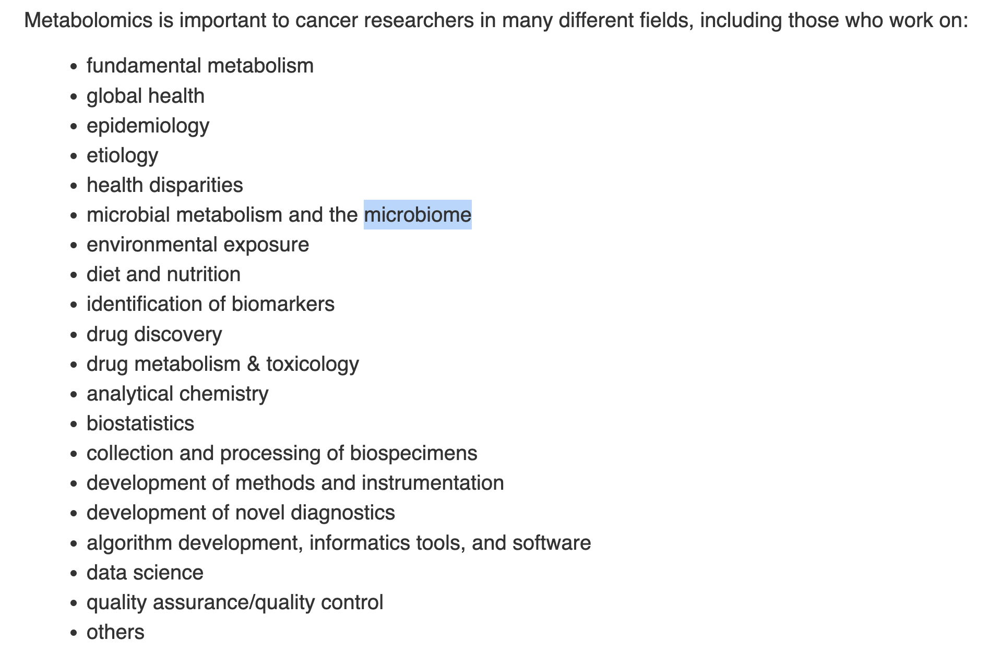 Metabolomics is important to cancer researchers in many different fields, including those who work on:
• fundamental metabolism
• global health
• epidemiology
• etiology
• health disparities
• microbial metabolism and the microbiome
• environmental exposure
• diet and nutrition
• identification of biomarkers
• drug discovery
• drug metabolism & toxicology
• analytical chemistry
• biostatistics
• collection and processing of biospecimens
• development of methods and instrumentation
• development of novel diagnostics
• algorithm development, informatics tools, and software
• data science
• quality assurance/quality control
• others